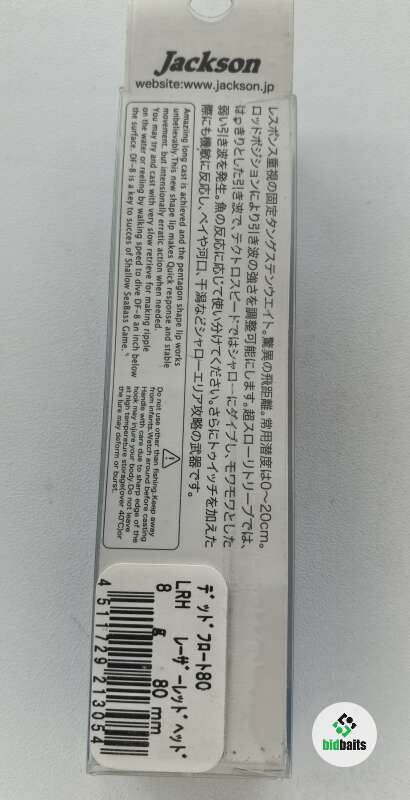 Jackson
website:www.jackson.jp
レスポンス重視の固定タングステンウエイト。驚異の飛距離。常用潜度は0〜20cm。
ロッドポジションにより引き波の強さを調整可能にします。超スローリトリーブでは、
はっきりとした引き波で、デクトロスピードではシャローにダイブし、モワモワとした
弱い引き波を発生。魚の反応に応じて使い分けてください。さらにトゥイッチを加えた
際にも機敏に反応し、ベイや河口、干潟などシャローエリア攻略の武器です。
Amaziing long cast is achieved and the pentagon shape lip works
unbelievably.This new shape lip makes Quick response and stable
movement. but intensionally erratic action when needed.
You may try and cast with very slow retrieve for making ripple
on the water or reeling by walking speed to dive DF-8 an inch below
the surface. DF-8 is a key to succes of Shallow SeaBass Game.
Do not use other than fishing.Keep away
from infants.Watch around before casting
Handle with care due to sharp edge of the
hook may injure your body.Do not leave
at high temperature storage(over 40°C)or
the lure may deform or burst.
デッドフロート80
LRH レーザーレッドヘッド
8 g 80 mm
4 511729 213054
bidbaits